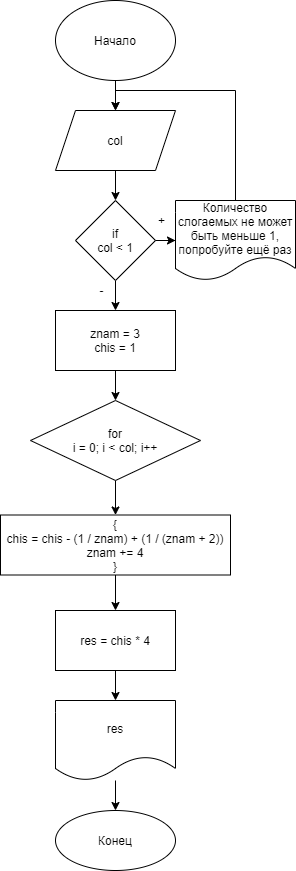 Начало
col
if
col < 1
+
Количество
слогаемых не может
быть меньше 1,
попробуйте ещё раз
-
znam = 3
chis = 1
for
i = 0; i < col; i++
{
chis = chis - (1 / znam) + (1 / (znam + 2))
znam += 4
}
res = chis * 4
res
Конец